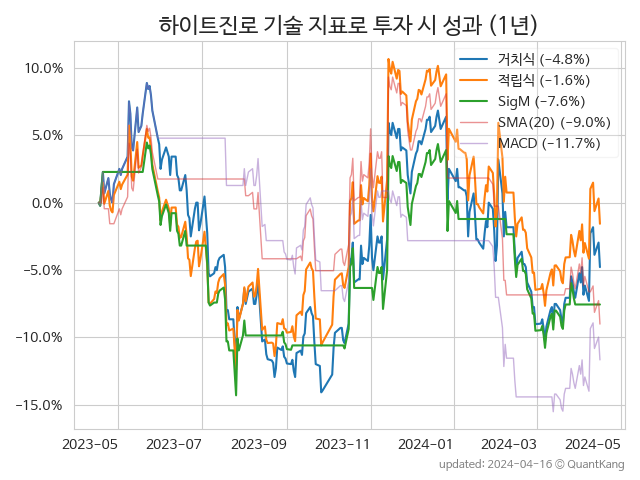 하이트진로 기술 지표로 투자 시 성과 (1년)
거치식 (−4.8%)
적립식 (−1.6%)
SigM (−7.6%)
SMA(20) (−9.0%)
MACD (−11.7%)
10.0%
5.0%
0.0%
−5.0%
−10.0%
−15.0%
2023-05 2023-07 2023-09 2023-11 2024-01 2024-03 2024-05
updated: 2024-04-16 © QuantKang